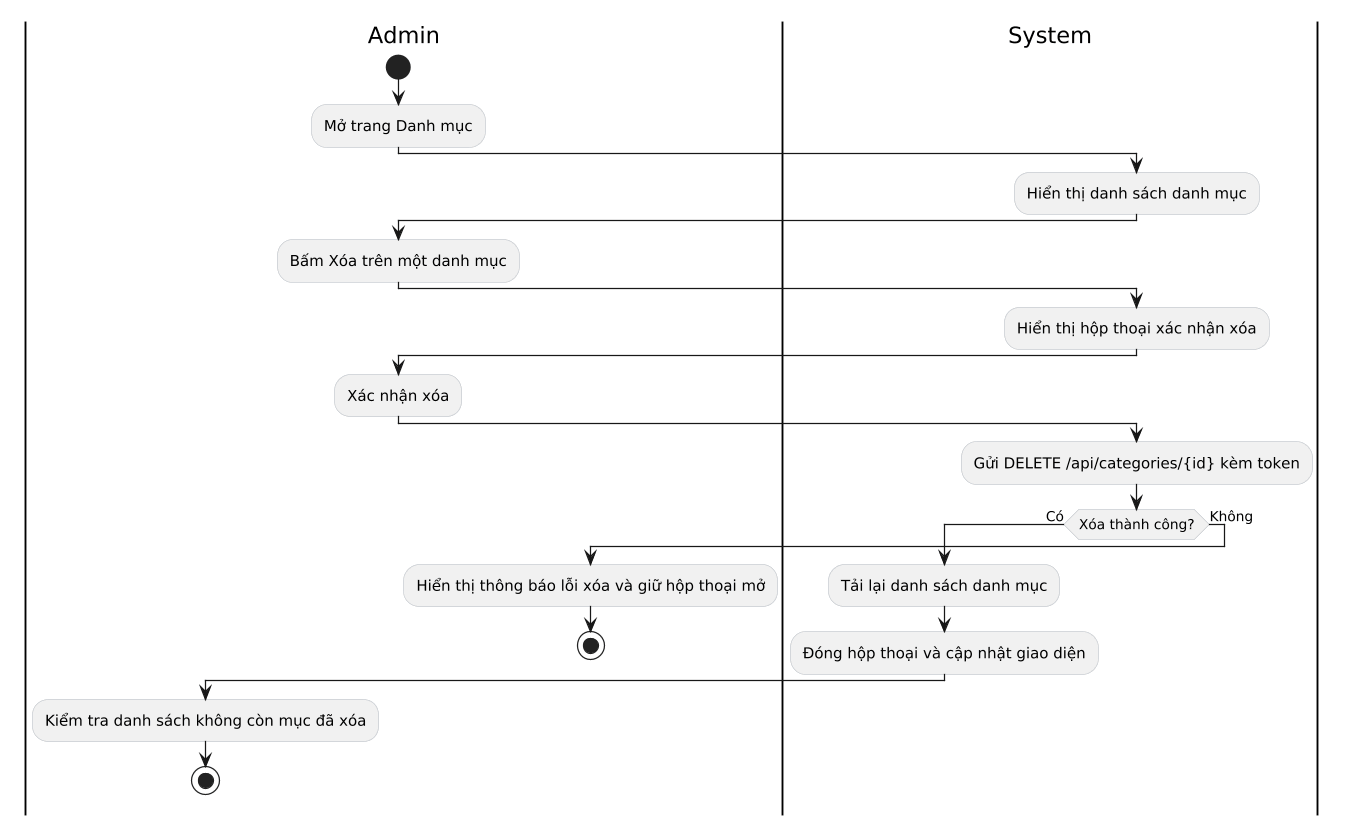 Admin
System
Mở trang Danh mục
Hiển thị danh sách danh mục
Bấm Xóa trên một danh mục
Hiển thị hộp thoại xác nhận xóa
Xác nhận xóa
Gửi DELETE /api/categories/{id} kèm token
Có
Xóa thành công?
Không
Hiển thị thông báo lỗi xóa và giữ hộp thoại mở
Tải lại danh sách danh mục
Đóng hộp thoại và cập nhật giao diện
Kiểm tra danh sách không còn mục đã xóa